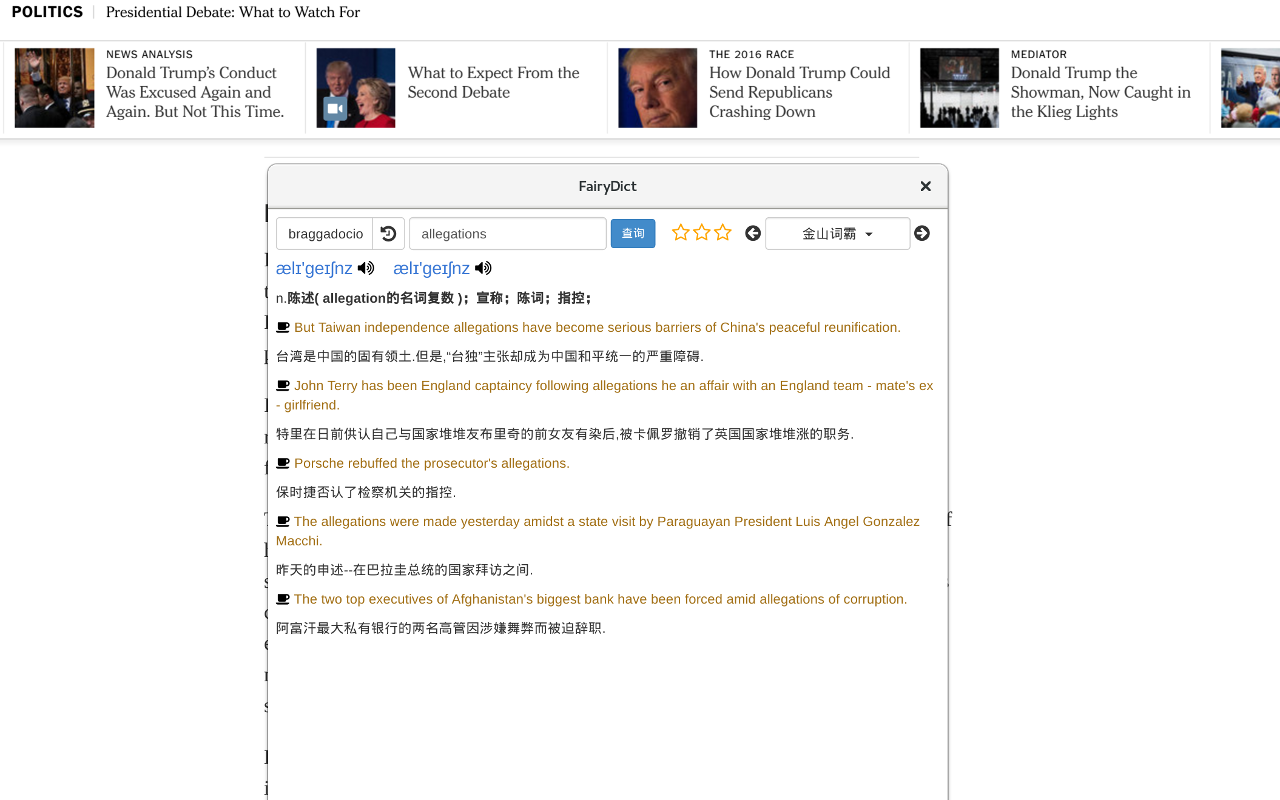 POLITICS Presidential Debate: What to Watch For
NEWS ANALYSIS
Donald Trump's Conduct
Was Excused Again and
Again. But Not This Time.
What to Expect From the
Second Debate
THE 2016 RACE
How Donald Trump Could
Send Republicans
Crashing Down
MEDIATOR
Donald Trump the
Showman, Now Caught in
the Klieg Lights
FairyDict
braggadocio allegations 查询 金山词霸
ælɪ'geɪʃnz ælɪ'geɪʃnz
n.陈述( allegation的名词复数 )；宣称；陈词；指控；
But Taiwan independence allegations have become serious barriers of China's peaceful reunification.
台湾是中国的固有领土.但是,“台独”主张却成为中国和平统一的严重障碍.
John Terry has been England captaincy following allegations he an affair with an England team - mate's ex
- girlfriend.
特里在日前供认自己与国家堆堆友布里奇的前女友有染后,被卡佩罗撤销了英国国家堆堆涨的职务.
Porsche rebuffed the prosecutor's allegations.
保时捷否认了检察机关的指控.
The allegations were made yesterday amidst a state visit by Paraguayan President Luis Angel Gonzalez
Macchi.
昨天的申述--在巴拉圭总统的国家拜访之间.
The two top executives of Afghanistan's biggest bank have been forced amid allegations of corruption.
阿富汗最大私有银行的两名高管因涉嫌舞弊而被迫辞职.